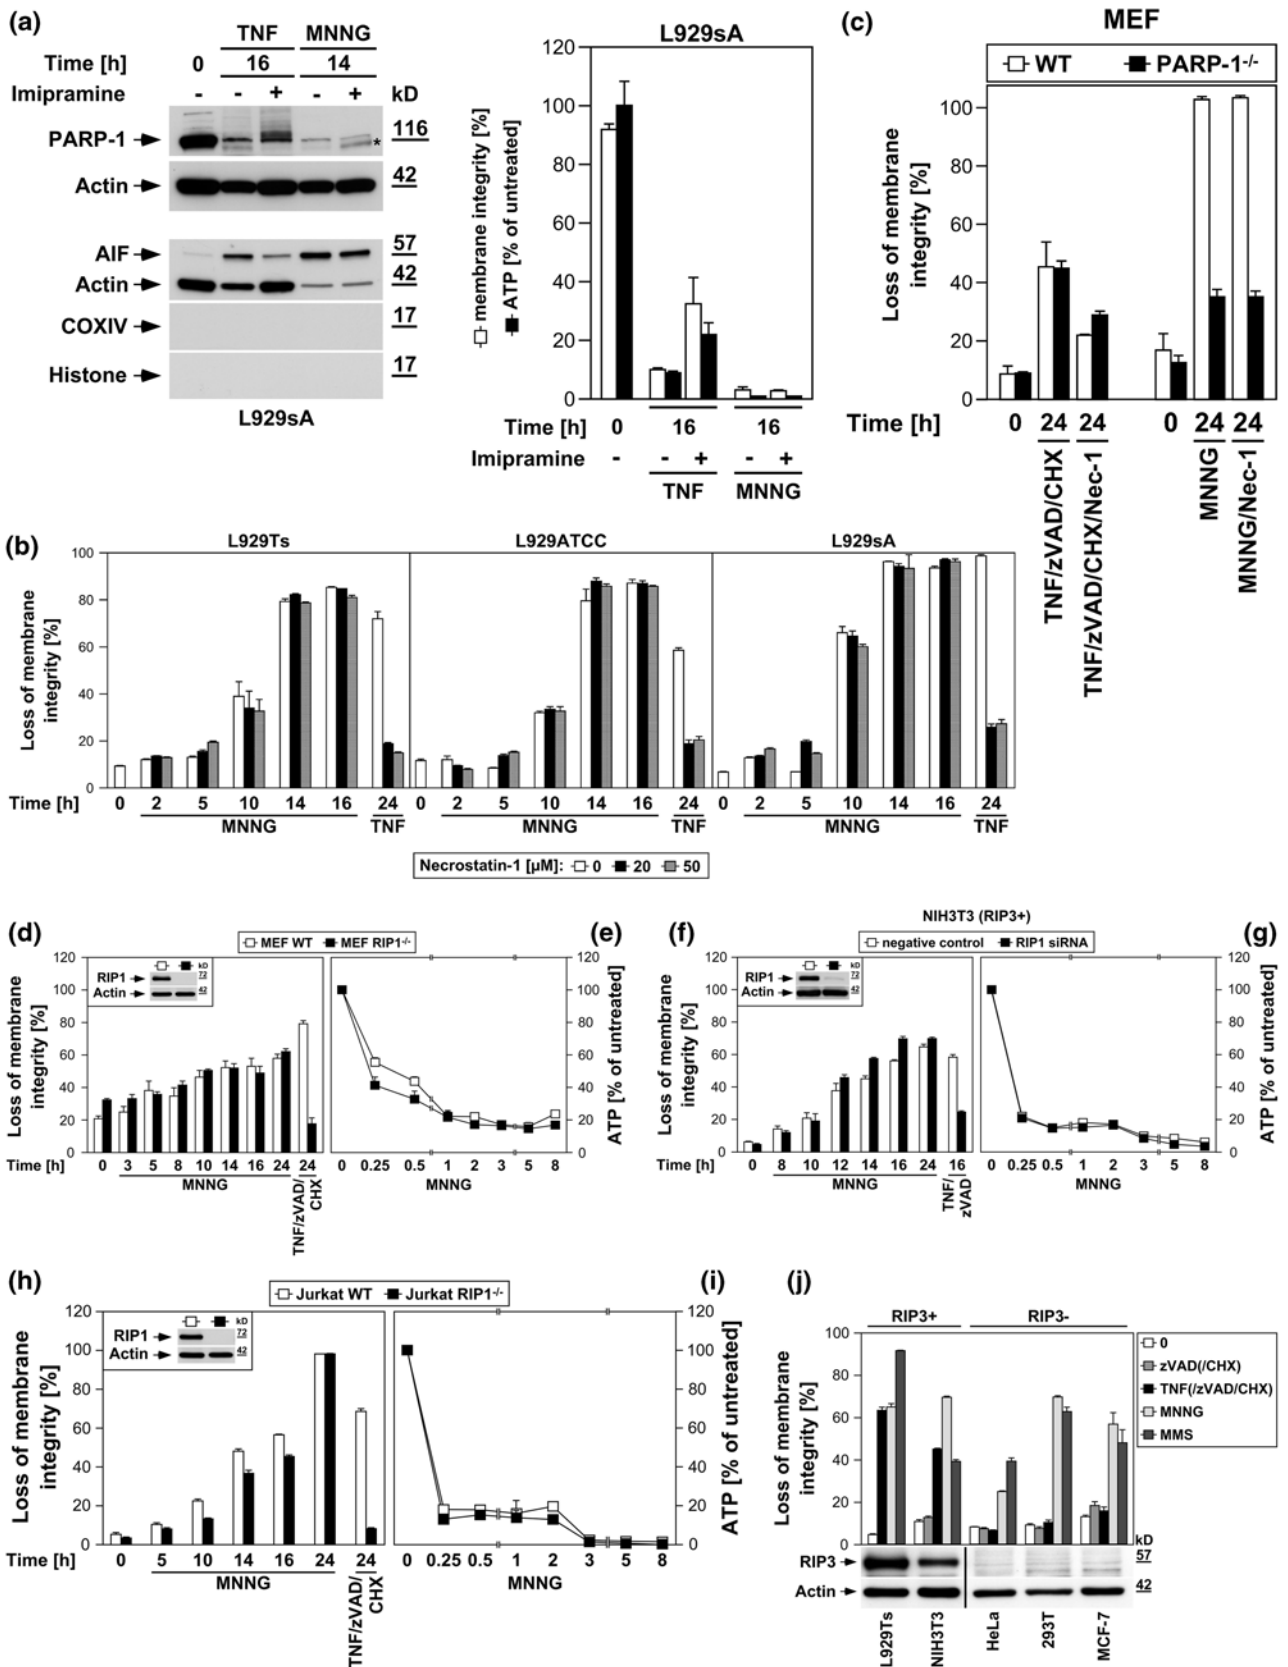 (a)
TNF MNNG
Time [h] 0 16 14
Imipramine - - + - + kD
PARP-1 * 116
Actin 42
AIF 57
Actin 42
COXIV 17
Histone 17
L929sA
L929sA
membrane integrity [%]
ATP [% of untreated]
120
100
80
60
40
20
0
Time [h] 0 16 16
Imipramine - - + - +
TNF MNNG
(c)
MEF
WT PARP-1-/-
Loss of membrane
integrity [%]
100
80
60
40
20
0
Time [h] 0 24 24 0 24 24
TNF/zVAD/CHX
TNF/zVAD/CHX/Nec-1
MNNG
MNNG/Nec-1
(b)
L929Ts L929ATCC L929sA
Loss of membrane
integrity [%]
100
80
60
40
20
0
Time [h] 0 2 5 10 14 16 24 0 2 5 10 14 16 24 0 2 5 10 14 16 24
MNNG TNF MNNG TNF MNNG TNF
Necrostatin-1 [µM]: 0 20 50
(d)
MEF WT MEF RIP1-/-
(e)
Loss of membrane
integrity [%]
120
100
80
60
40
20
0
kD
RIP1 72
Actin 42
Time [h] 0 3 5 8 10 14 16 24 24
MNNG
TNF/zVAD/
CHX
120
100
80
60
40
20
0
ATP [% of untreated]
0 0.25 0.5 1 2 3 5 8
MNNG
(f)
NIH3T3 (RIP3+)
negative control RIP1 siRNA
(g)
Loss of membrane
integrity [%]
120
100
80
60
40
20
0
kD
RIP1 72
Actin 42
Time [h] 0 8 10 12 14 16 24 16
MNNG
TNF/
zVAD
120
100
80
60
40
20
0
ATP [% of untreated]
0 0.25 0.5 1 2 3 5 8
MNNG
(h)
Jurkat WT Jurkat RIP1-/-
(i)
Loss of membrane
integrity [%]
120
100
80
60
40
20
0
kD
RIP1 72
Actin 42
Time [h] 0 5 10 14 16 24 24
MNNG
TNF/zVAD/
CHX
120
100
80
60
40
20
0
ATP [% of untreated]
0 0.25 0.5 1 2 3 5 8
MNNG
(j)
RIP3+ RIP3-
Loss of membrane
integrity [%]
100
80
60
40
20
0
0
zVAD(/CHX)
TNF(/zVAD/CHX)
MNNG
MMS
kD
RIP3 57
Actin 42
L929Ts
NIH3T3
HeLa
293T
MCF-7